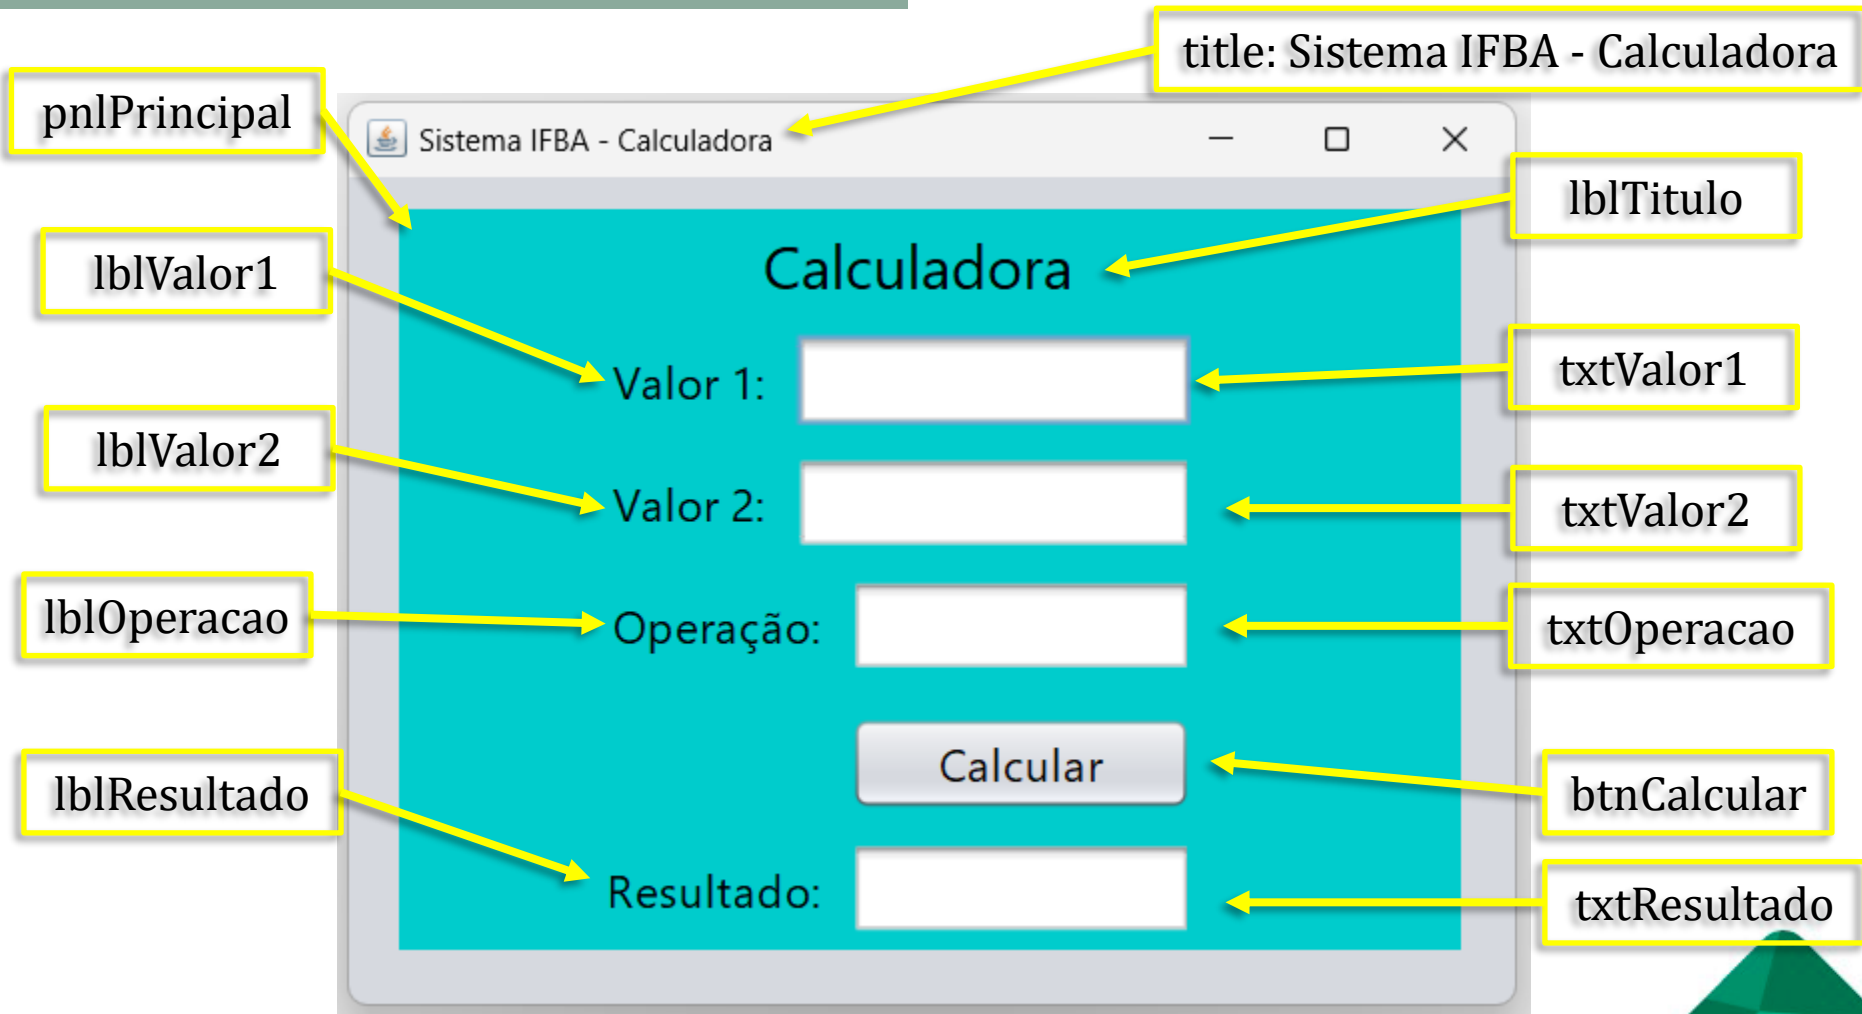 title: Sistema IFBA - Calculadora
pnlPrincipal
Sistema IFBA - Calculadora
lblTitulo
lblValor1
Calculadora
Valor 1:
txtValor1
lblValor2
Valor 2:
txtValor2
lblOperacao
Operação:
txtOperacao
lblResultado
Calcular
btnCalcular
Resultado:
txtResultado